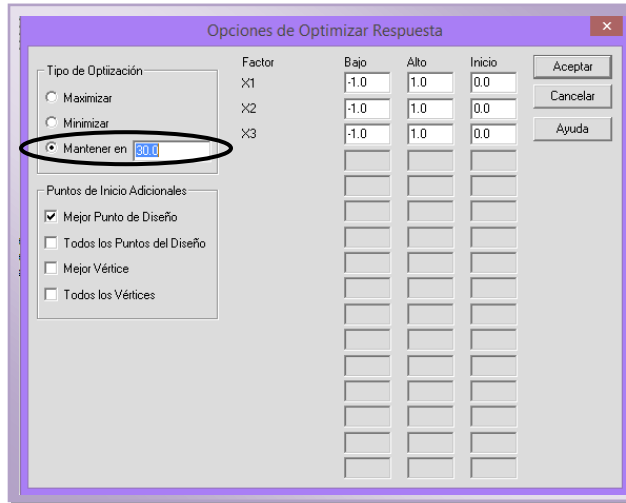 Opciones de Optimizar Respuesta
Tipo de Optiización
Maximizar
Minimizar
Mantener en 30.0
Puntos de Inicio Adicionales
Mejor Punto de Diseño
Todos los Puntos del Diseño
Mejor Vértice
Todos los Vértices
Factor Bajo Alto Inicio
X1 -1.0 1.0 0.0
X2 -1.0 1.0 0.0
X3 -1.0 1.0 0.0
Aceptar
Cancelar
Ayuda